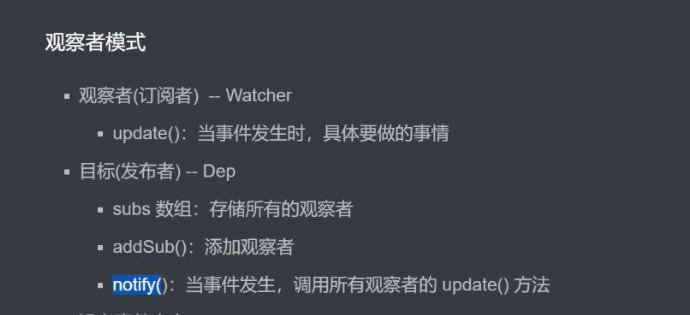 观察者模式
观察者(订阅者) -- Watcher
update()：当事件发生时，具体要做的事情
目标(发布者) -- Dep
subs 数组：存储所有的观察者
addSub()：添加观察者
notify()：当事件发生，调用所有观察者的 update() 方法